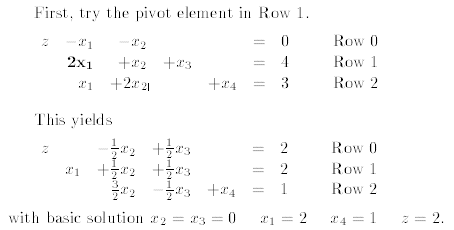 First, try the pivot element in Row 1.
z −x₁ −x₂ = 0 Row 0
2x₁ +x₂ +x₃ = 4 Row 1
x₁ +2x₂ +x₄ = 3 Row 2
This yields
z −½x₂ +½x₃ = 2 Row 0
x₁ +½x₂ +½x₃ = 2 Row 1
3/2x₂ −½x₃ +x₄ = 1 Row 2
with basic solution x₂ = x₃ = 0 x₁ = 2 x₄ = 1 z = 2.